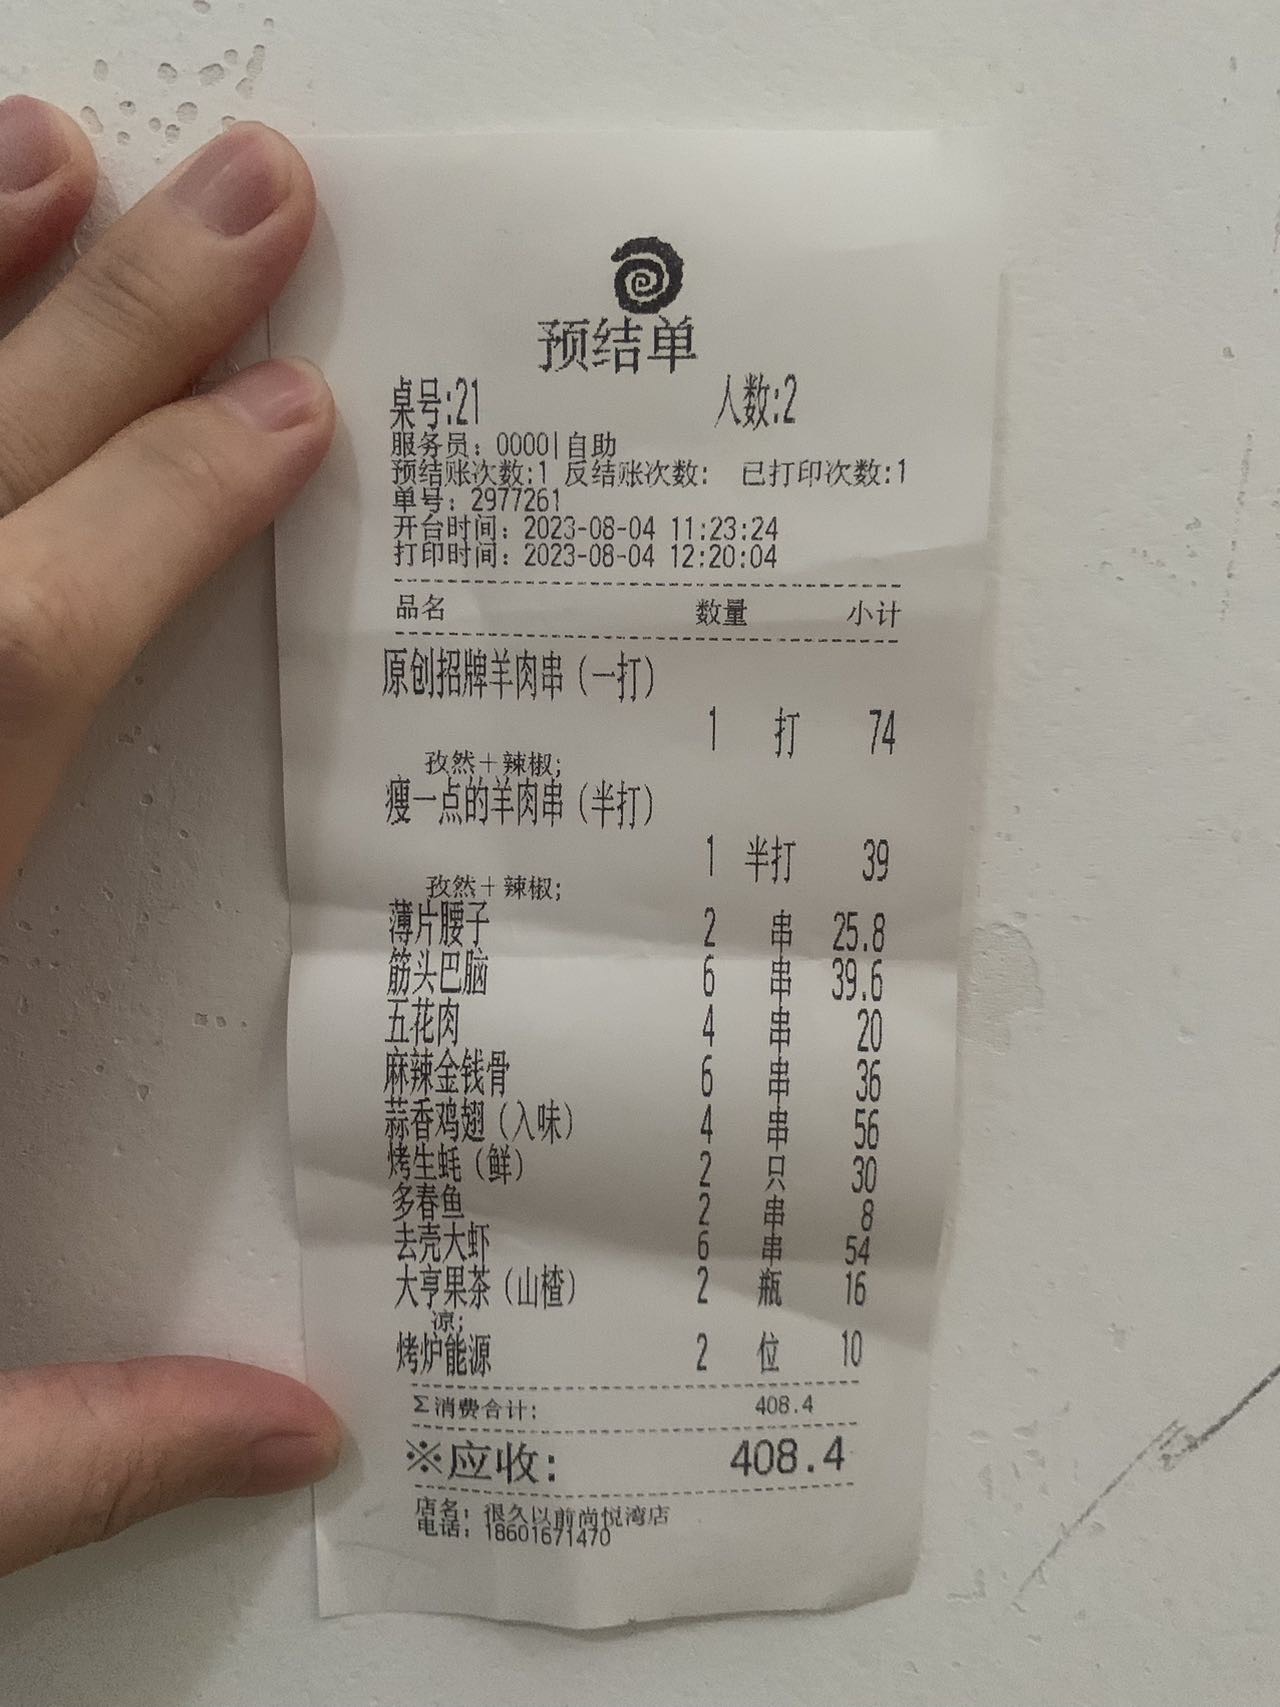 预结单
桌号:21 人数:2
服务员：0000|自助
预结账次数:1 反结账次数: 已打印次数:1
单号：2977261
开台时间：2023-08-04 11:23:24
打印时间：2023-08-04 12:20:04
品名 数量 小计
原创招牌羊肉串（一打）
1 打 74
孜然＋辣椒;
瘦一点的羊肉串（半打）
1 半打 39
孜然＋辣椒;
薄片腰子 2 串 25.8
筋头巴脑 6 串 39.6
五花肉 4 串 20
麻辣金钱骨 6 串 36
蒜香鸡翅（入味） 4 串 56
烤生蚝（鲜） 2 只 30
多春鱼 2 串 8
去壳大虾 6 串 54
大亨果茶（山楂） 2 瓶 16
凉;
烤炉能源 2 位 10
Σ消费合计: 408.4
※应收: 408.4
店名：很久以前尚悦湾店
电话：18601671470